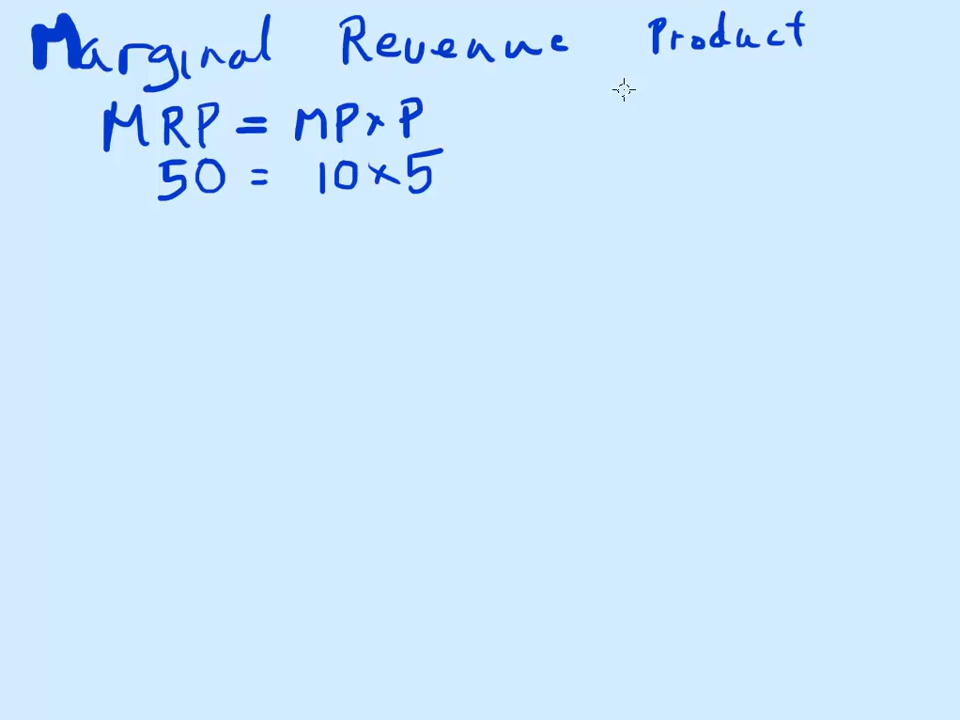 Marginal Revenue Product
MRP = MP x P
50 = 10 x 5